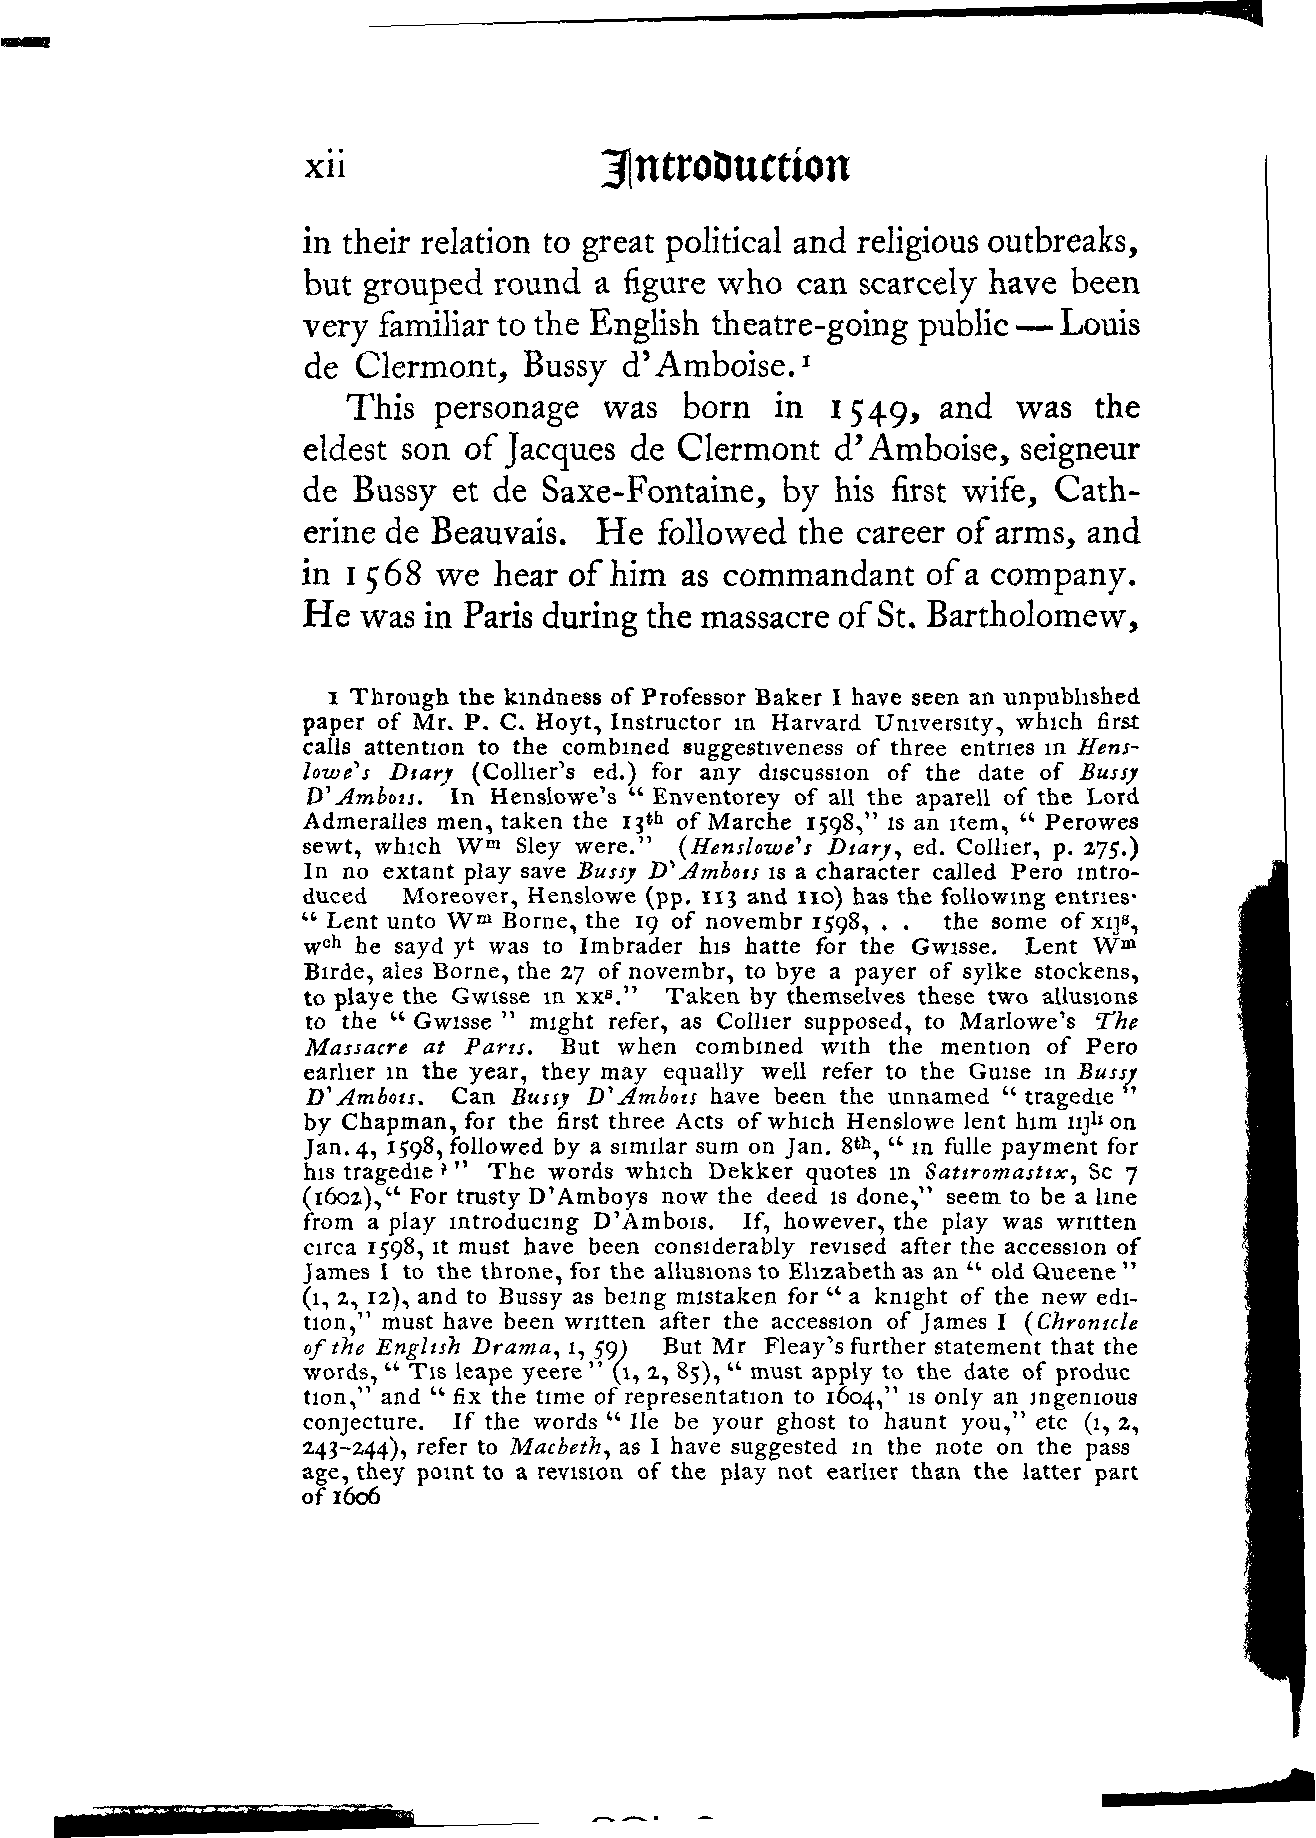 xii Introduction
in their relation to great political and religious outbreaks,
but grouped round a figure who can scarcely have been
very familiar to the English theatre-going public — Louis
de Clermont, Bussy d'Amboise.¹
This personage was born in 1549, and was the
eldest son of Jacques de Clermont d'Amboise, seigneur
de Bussy et de Saxe-Fontaine, by his first wife, Cath-
erine de Beauvais. He followed the career of arms, and
in 1568 we hear of him as commandant of a company.
He was in Paris during the massacre of St. Bartholomew,
1 Through the kindness of Professor Baker I have seen an unpublished
paper of Mr. P. C. Hoyt, Instructor in Harvard University, which first
calls attention to the combined suggestiveness of three entries in Hens-
lowe's Diary (Collier's ed.) for any discussion of the date of Bussy
D'Ambois. In Henslowe's "Enventorey of all the aparell of the Lord
Admeralles men, taken the 13th of Marche 1598," is an item, "Perowes
sewt, which Wm Sley were." (Henslowe's Diary, ed. Collier, p. 275.)
In no extant play save Bussy D'Ambois is a character called Pero intro-
duced Moreover, Henslowe (pp. 113 and 110) has the following entries·
"Lent unto Wm Borne, the 19 of novembr 1598, . . the some of xijs,
wch he sayd yt was to Imbrader his hatte for the Gwisse. Lent Wm
Birde, ales Borne, the 27 of novembr, to bye a payer of sylke stockens,
to playe the Gwisse in xxs." Taken by themselves these two allusions
to the "Gwisse" might refer, as Collier supposed, to Marlowe's The
Massacre at Paris. But when combined with the mention of Pero
earlier in the year, they may equally well refer to the Guise in Bussy
D'Ambois. Can Bussy D'Ambois have been the unnamed "tragedie"
by Chapman, for the first three Acts of which Henslowe lent him iijli on
Jan. 4, 1598, followed by a similar sum on Jan. 8th, "in fulle payment for
his tragedie ?" The words which Dekker quotes in Satiromastix, Sc 7
(1602), "For trusty D'Amboys now the deed is done," seem to be a line
from a play introducing D'Ambois. If, however, the play was written
circa 1598, it must have been considerably revised after the accession of
James I to the throne, for the allusions to Elizabeth as an "old Queene"
(1, 2, 12), and to Bussy as being mistaken for "a knight of the new edi-
tion," must have been written after the accession of James I (Chronicle
of the English Drama, 1, 59) But Mr Fleay's further statement that the
words, "Tis leape yeere" (1, 2, 85), "must apply to the date of produc
tion," and "fix the time of representation to 1604," is only an ingenious
conjecture. If the words "Ile be your ghost to haunt you," etc (1, 2,
243–244), refer to Macbeth, as I have suggested in the note on the pass
age, they point to a revision of the play not earlier than the latter part
of 1606